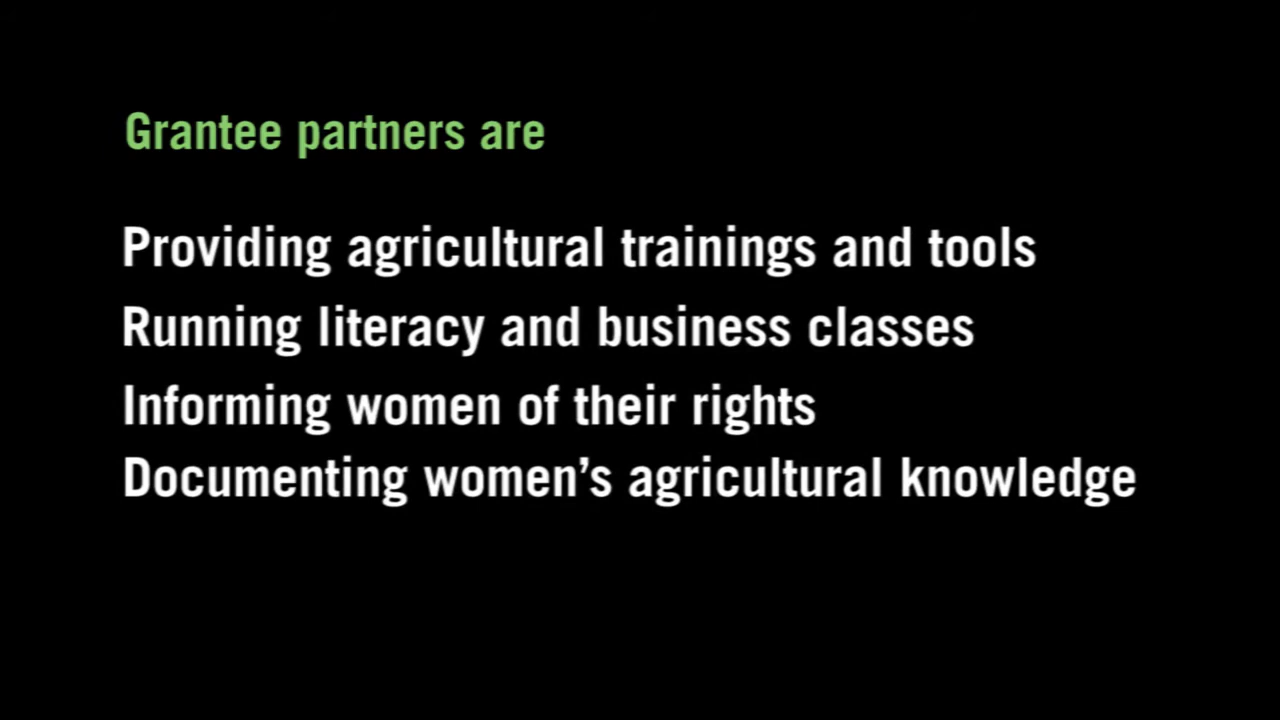 Grantee partners are
Providing agricultural trainings and tools
Running literacy and business classes
Informing women of their rights
Documenting women’s agricultural knowledge